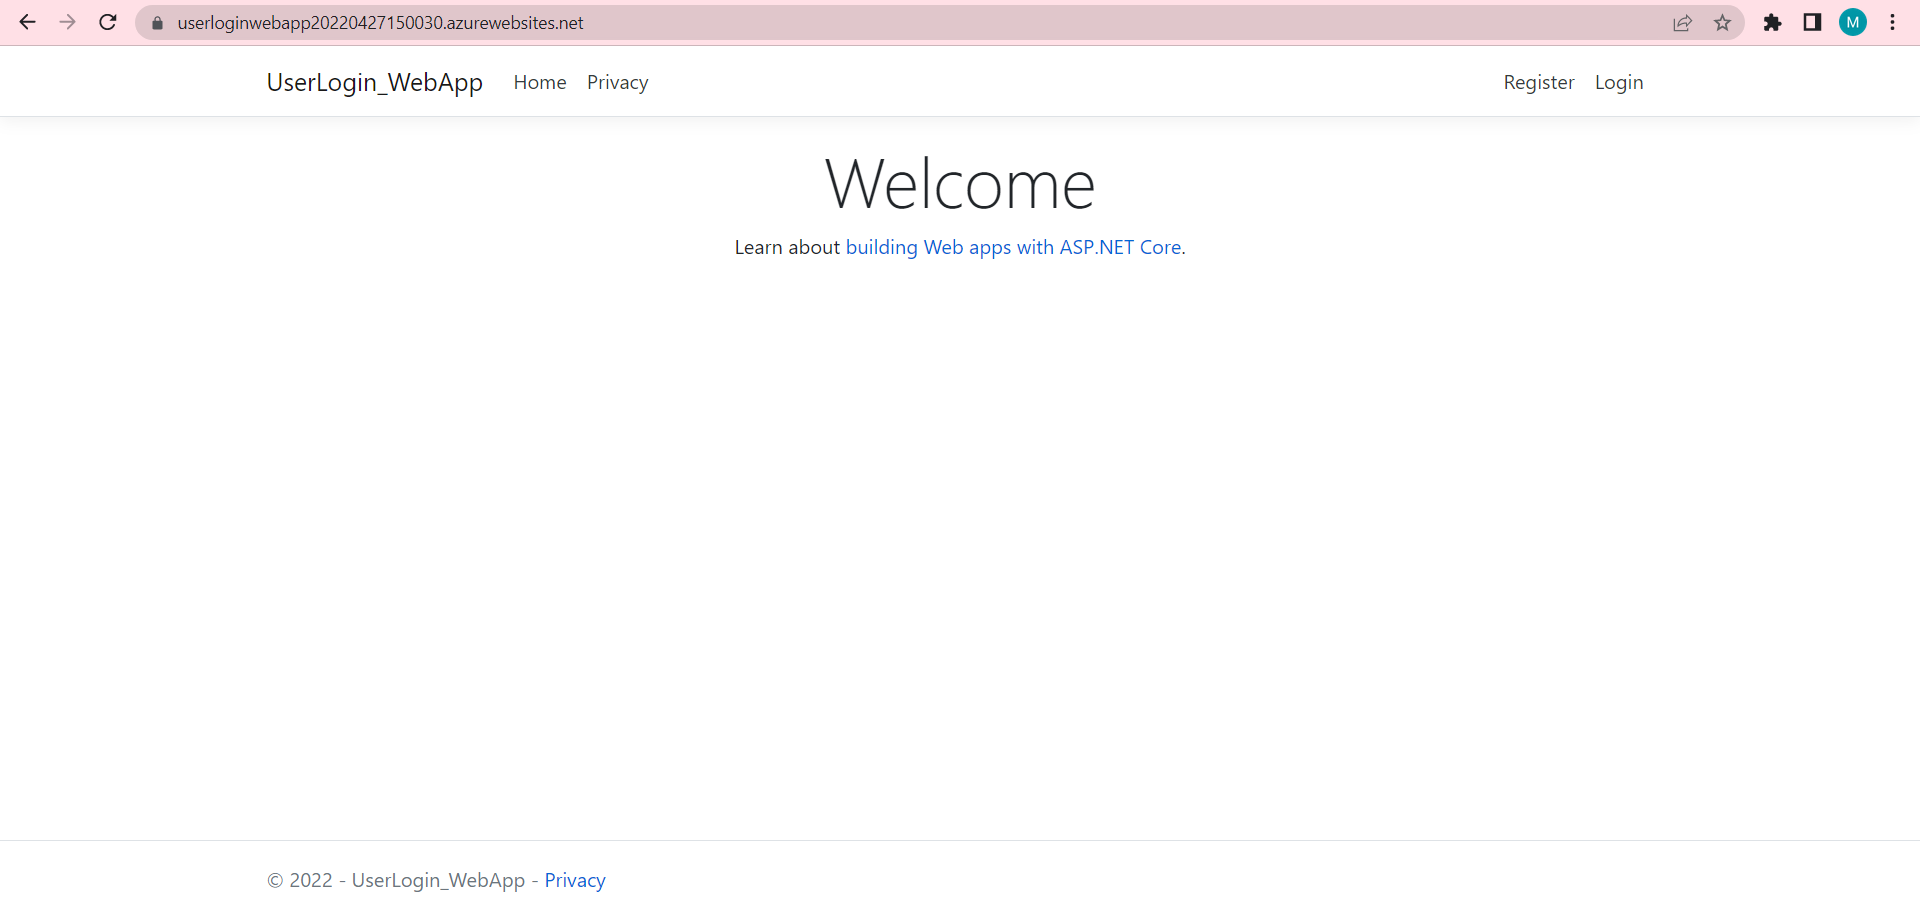 userloginwebapp20220427150030.azurewebsites.net
M
UserLogin_WebApp Home Privacy Register Login
Welcome
Learn about building Web apps with ASP.NET Core.
© 2022 - UserLogin_WebApp - Privacy